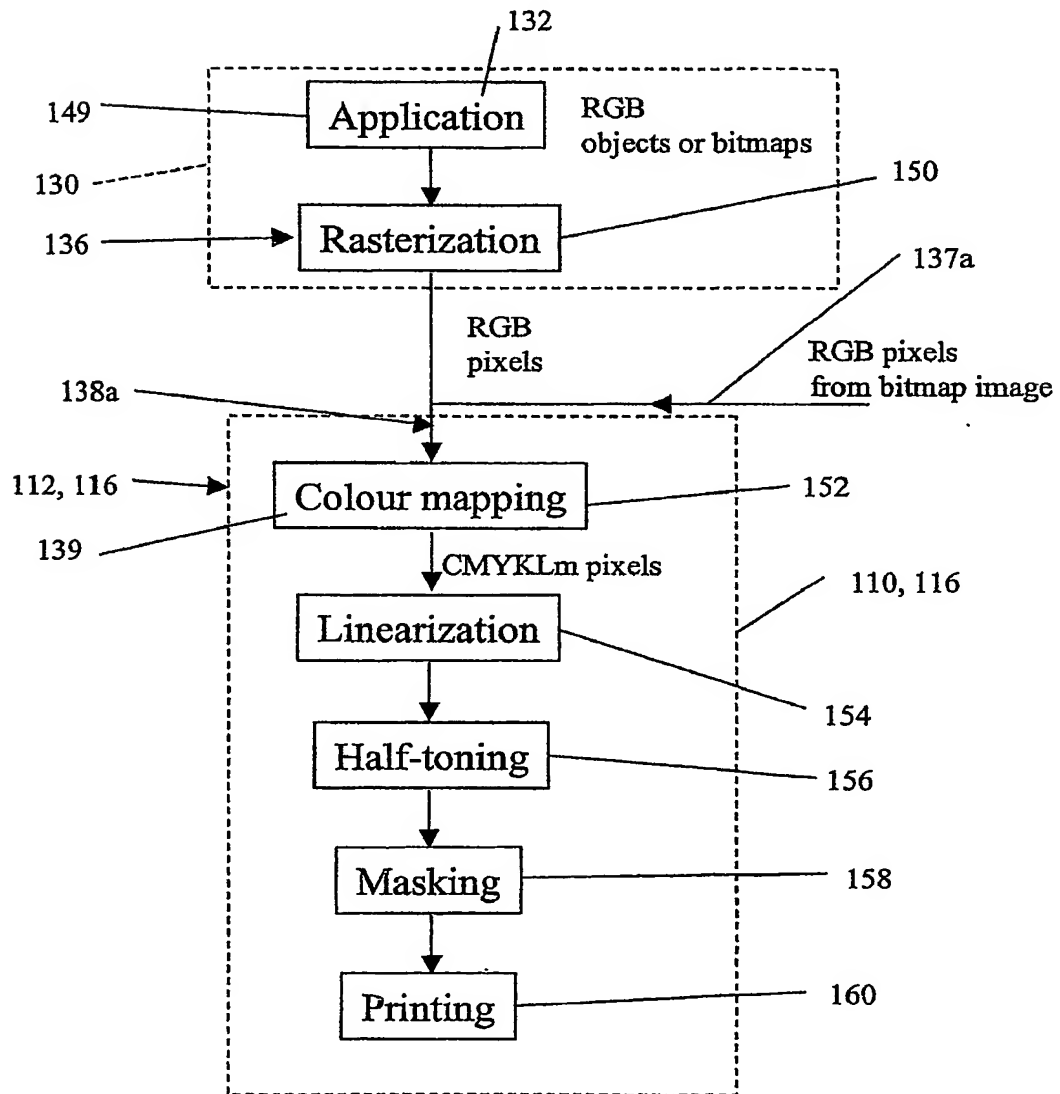 132
149
Application
RGB
objects or bitmaps
130
150
136
Rasterization
137a
RGB
pixels
RGB pixels
from bitmap image
138a
112, 116
Colour mapping
152
139
CMYKLm pixels
110, 116
Linearization
154
Half-toning
156
Masking
158
Printing
160